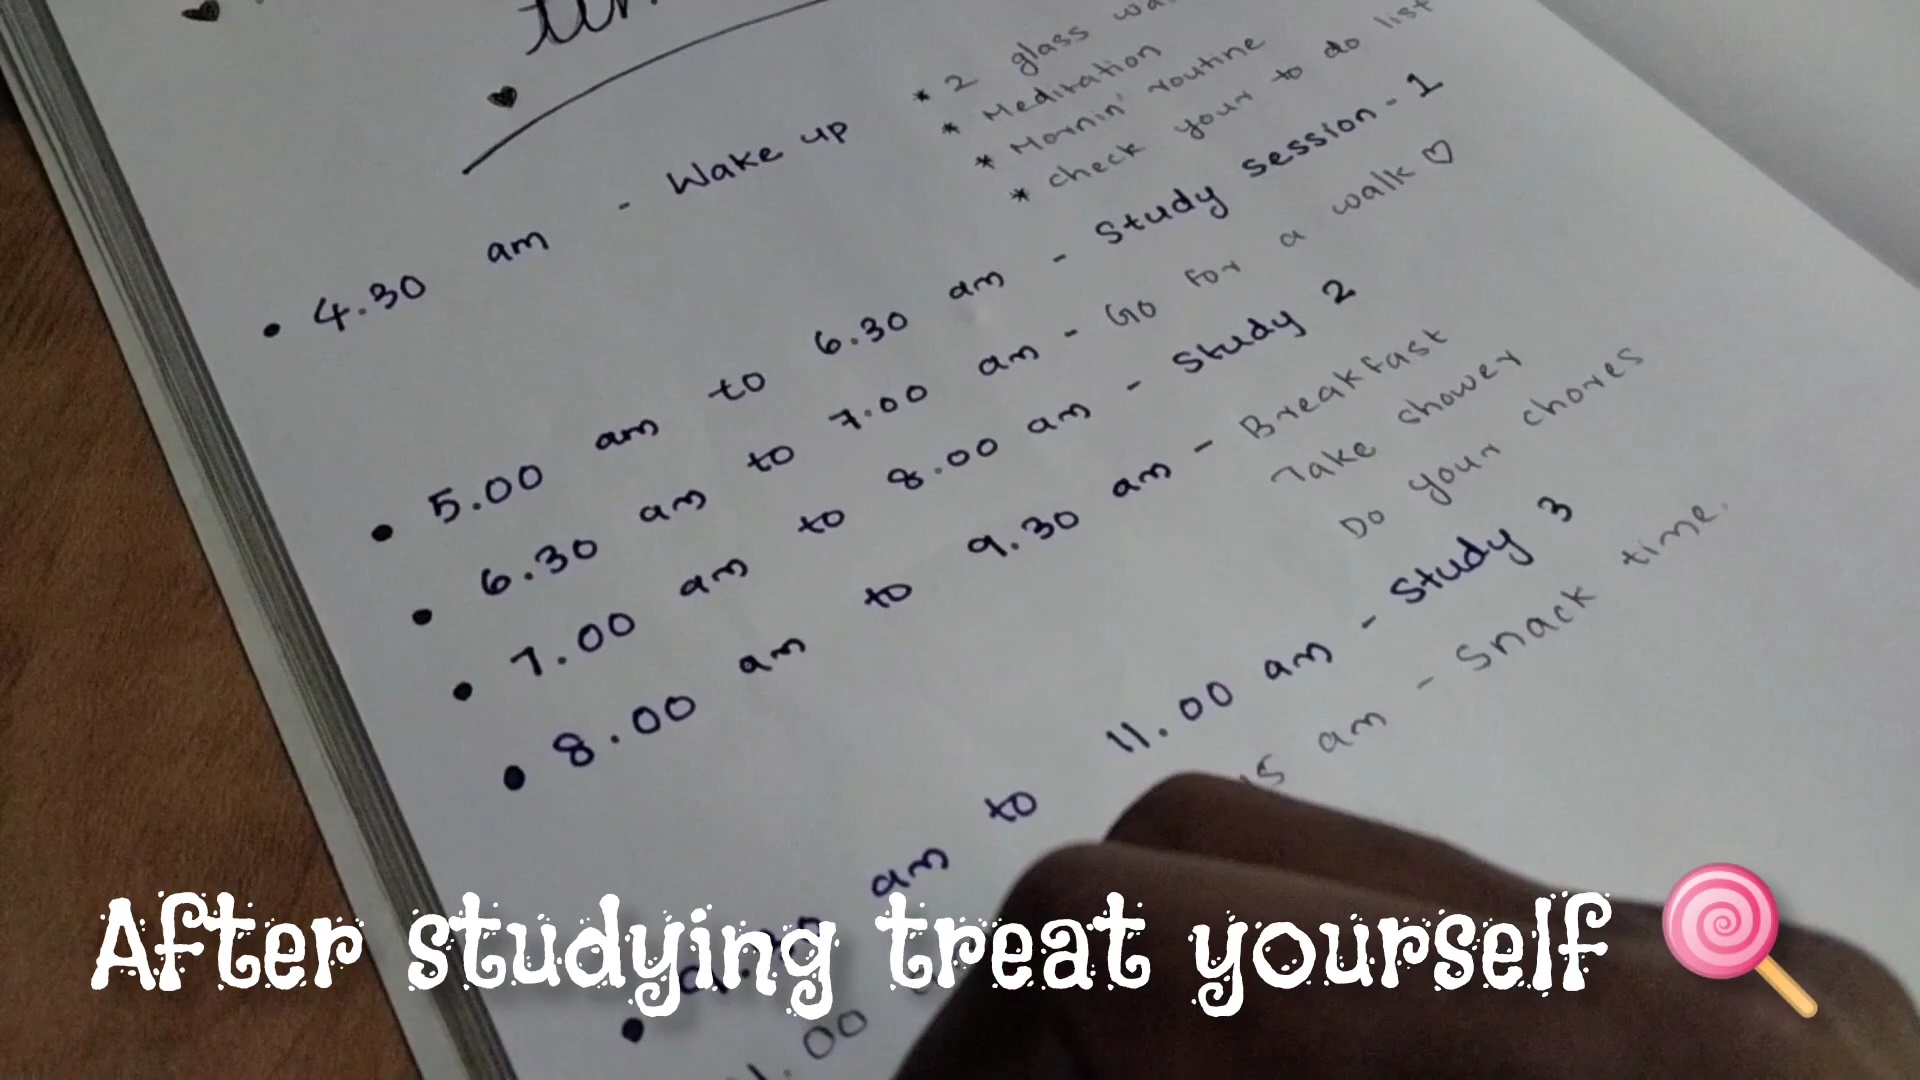 * 2 glass
* Meditation
* Mornin' routine
* check your to do list
• 4.30 am - Wake up
• 5.00 am to 6.30 am - Study session - 1
• 6.30 am to 7.00 am - Go for a walk ♡
• 7.00 am to 8.00 am - Study 2
• 8.00 am to 9.30 am - Breakfast
Take shower
Do your chores
• 9.30 am to 11.00 am - Study 3
am - Snack time.
After studying treat yourself 🍭